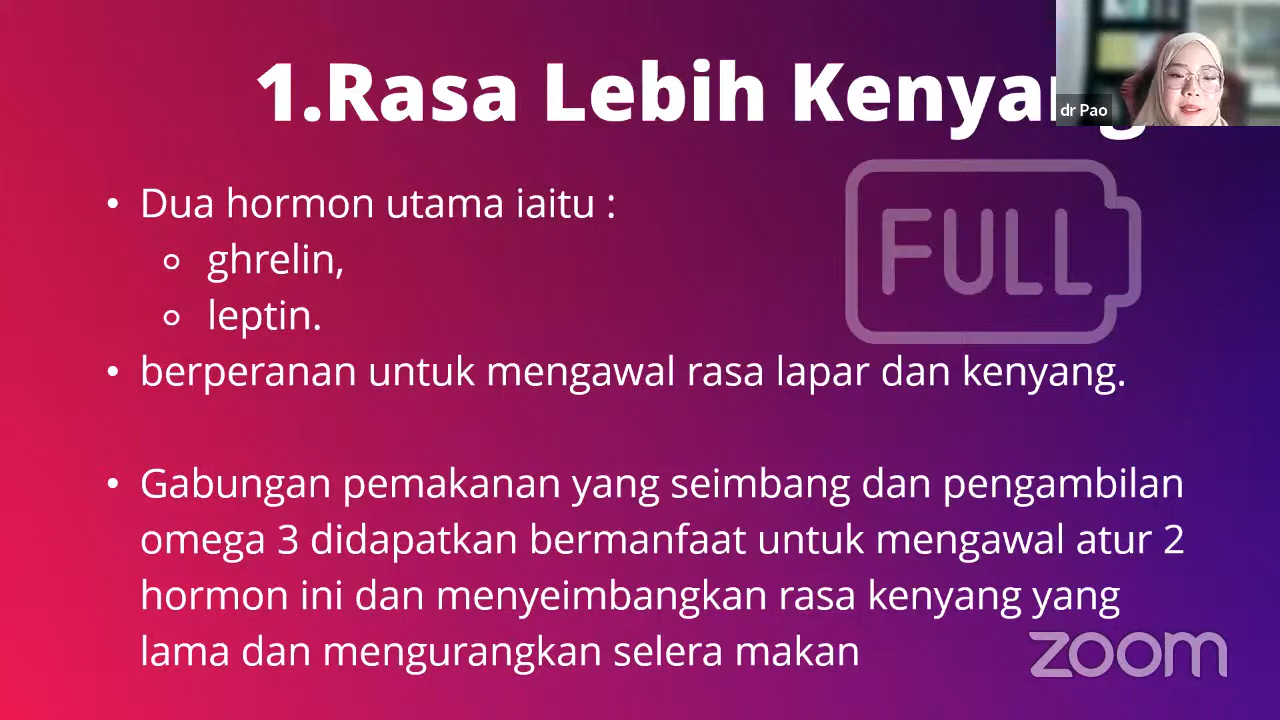 1.Rasa Lebih Kenyang
dr Pao
FULL
• Dua hormon utama iaitu :
◦ ghrelin,
◦ leptin.
• berperanan untuk mengawal rasa lapar dan kenyang.
• Gabungan pemakanan yang seimbang dan pengambilan
omega 3 didapatkan bermanfaat untuk mengawal atur 2
hormon ini dan menyeimbangkan rasa kenyang yang
lama dan mengurangkan selera makan
zoom